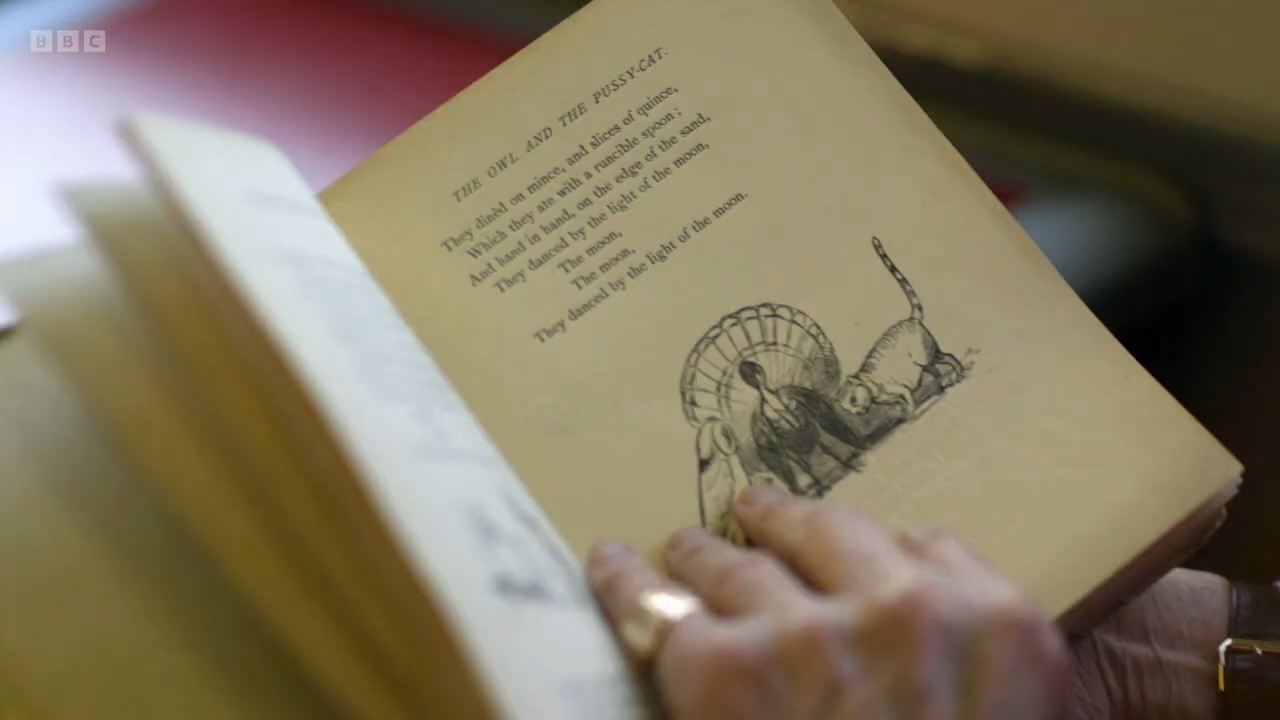 BBC
THE OWL AND THE PUSSY-CAT.
They dinèd on mince, and slices of quince,
Which they ate with a runcible spoon;
And hand in hand, on the edge of the sand,
They danced by the light of the moon,
The moon,
The moon,
They danced by the light of the moon.